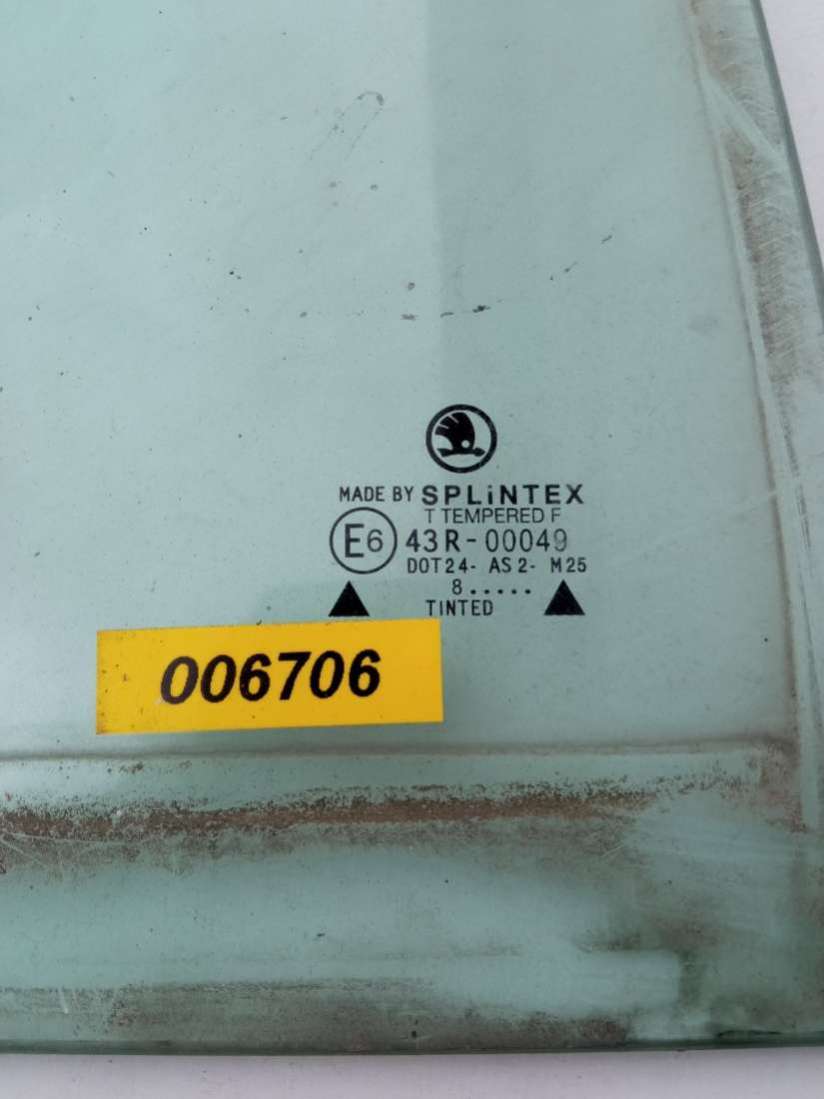 MADE BY SPLiNTEX
T TEMPERED F
E6 43R-00049
DOT24- AS2- M25
8.....
TINTED
006706